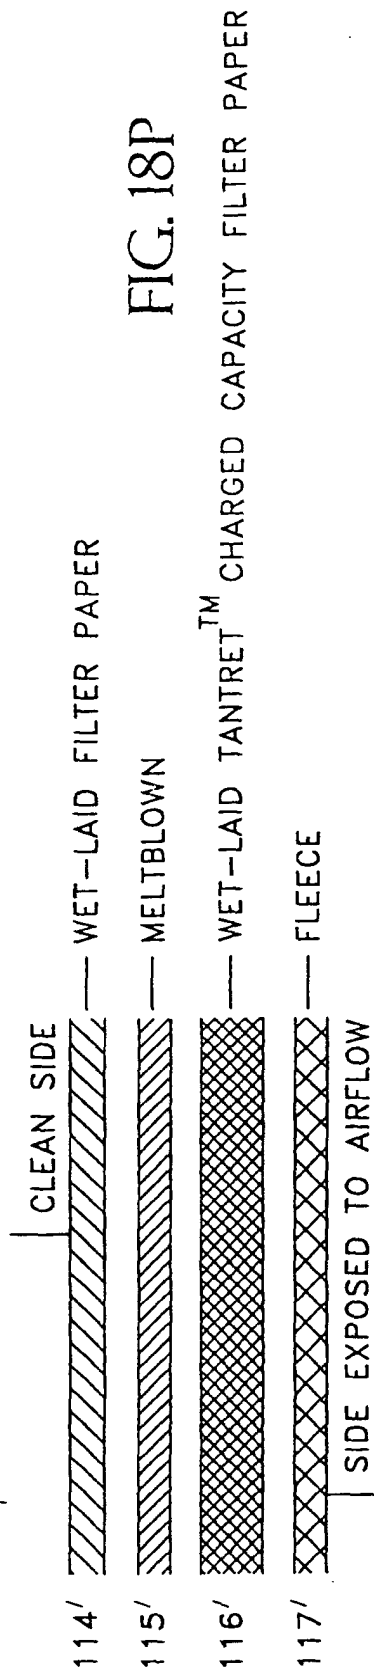 FIG. 18P
CLEAN SIDE
114′ WET-LAID FILTER PAPER
115′ MELTBLOWN
116′ WET-LAID TANTRET™ CHARGED CAPACITY FILTER PAPER
117′ FLEECE
SIDE EXPOSED TO AIRFLOW